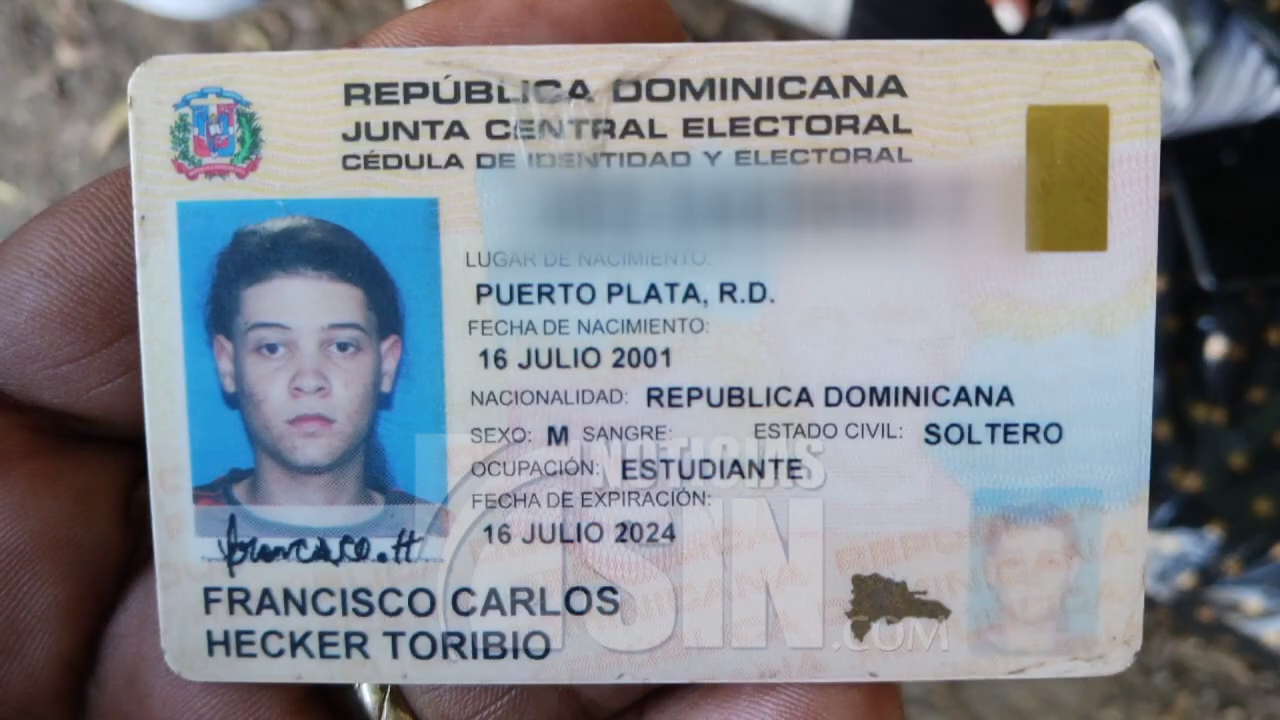 REPÚBLICA DOMINICANA
JUNTA CENTRAL ELECTORAL
CÉDULA DE IDENTIDAD Y ELECTORAL
LUGAR DE NACIMIENTO:
PUERTO PLATA, R.D.
FECHA DE NACIMIENTO:
16 JULIO 2001
NACIONALIDAD: REPUBLICA DOMINICANA
SEXO: M SANGRE: ESTADO CIVIL: SOLTERO
OCUPACIÓN: ESTUDIANTE
FECHA DE EXPIRACIÓN:
16 JULIO 2024
Francisco.H
FRANCISCO CARLOS
HECKER TORIBIO
NOTICIAS
SIN
.COM